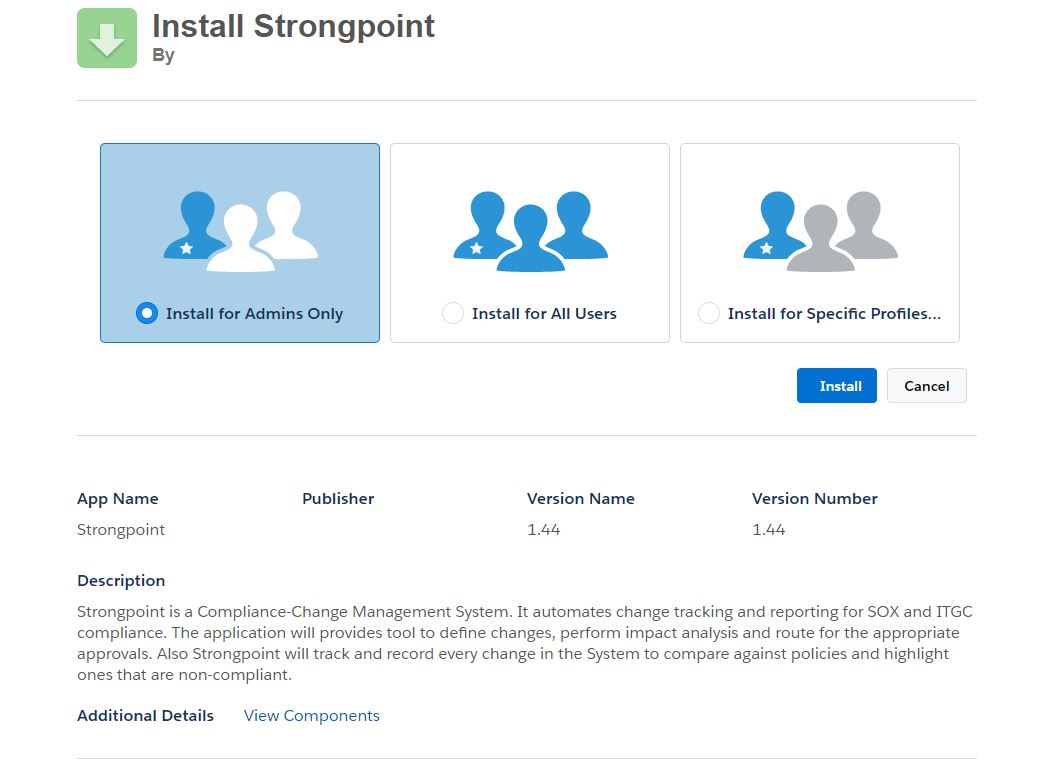 Install Strongpoint
By
Install for Admins Only
Install for All Users
Install for Specific Profiles...
Install
Cancel
App Name
Publisher
Version Name
Version Number
Strongpoint
1.44
1.44
Description
Strongpoint is a Compliance-Change Management System. It automates change tracking and reporting for SOX and ITGC
compliance. The application will provides tool to define changes, perform impact analysis and route for the appropriate
approvals. Also Strongpoint will track and record every change in the System to compare against policies and highlight
ones that are non-compliant.
Additional Details
View Components